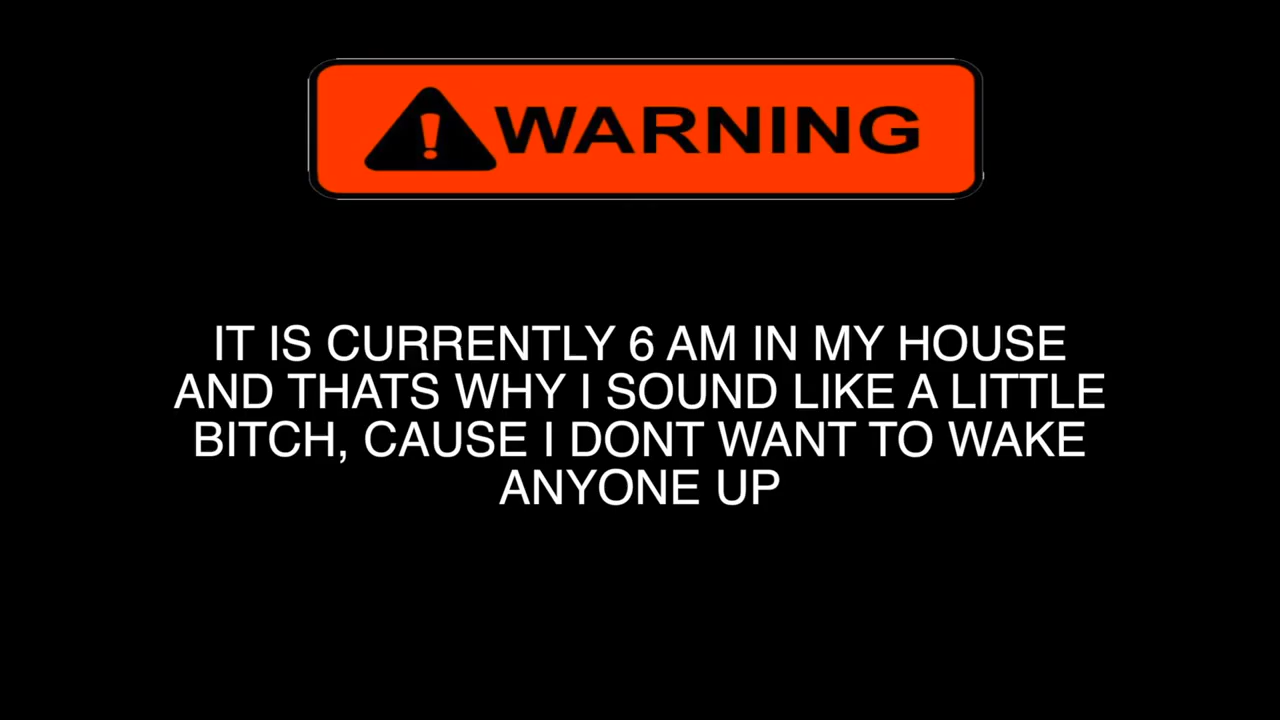 WARNING
IT IS CURRENTLY 6 AM IN MY HOUSE
AND THATS WHY I SOUND LIKE A LITTLE
BITCH, CAUSE I DONT WANT TO WAKE
ANYONE UP